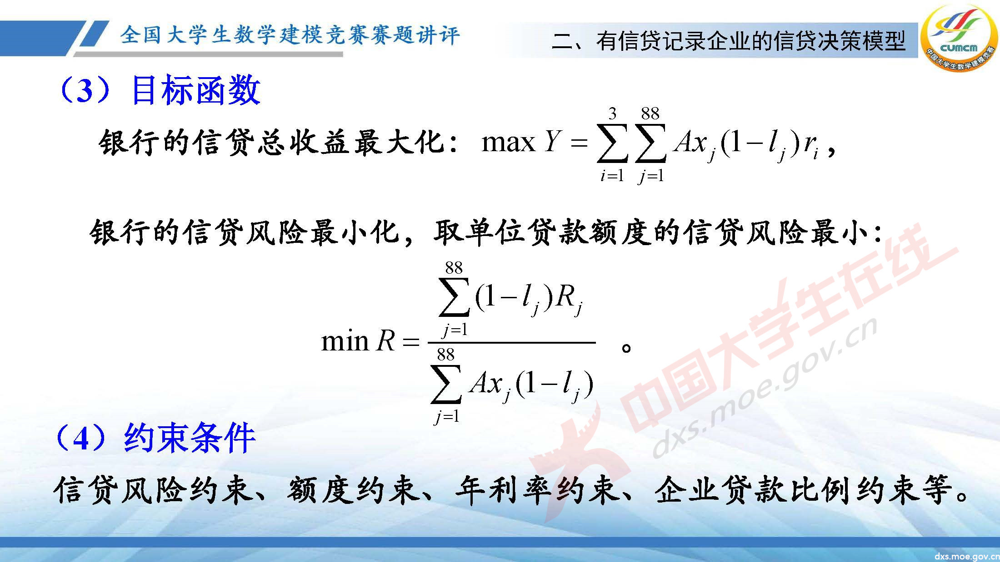 全国大学生数学建模竞赛赛题讲评
二、有信贷记录企业的信贷决策模型
CUMCM
中国大学生数学建模竞赛
（3）目标函数
银行的信贷总收益最大化： max Y = \sum_{i=1}^{3} \sum_{j=1}^{88} Ax_j(1-l_j)r_i，
银行的信贷风险最小化，取单位贷款额度的信贷风险最小：
min R = \frac{\sum_{j=1}^{88} (1-l_j)R_j}{\sum_{j=1}^{88} Ax_j(1-l_j)} 。
（4）约束条件
信贷风险约束、额度约束、年利率约束、企业贷款比例约束等。
中国大学生在线
dxs.moe.gov.cn
dxs.moe.gov.cn